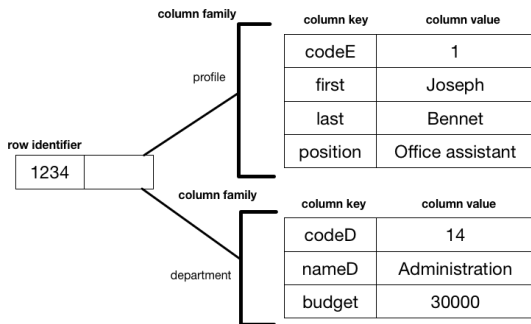 column family
column key column value
codeE 1
profile
first Joseph
last Bennet
position Office assistant
row identifier
1234
column family
column key column value
codeD 14
nameD Administration
department
budget 30000